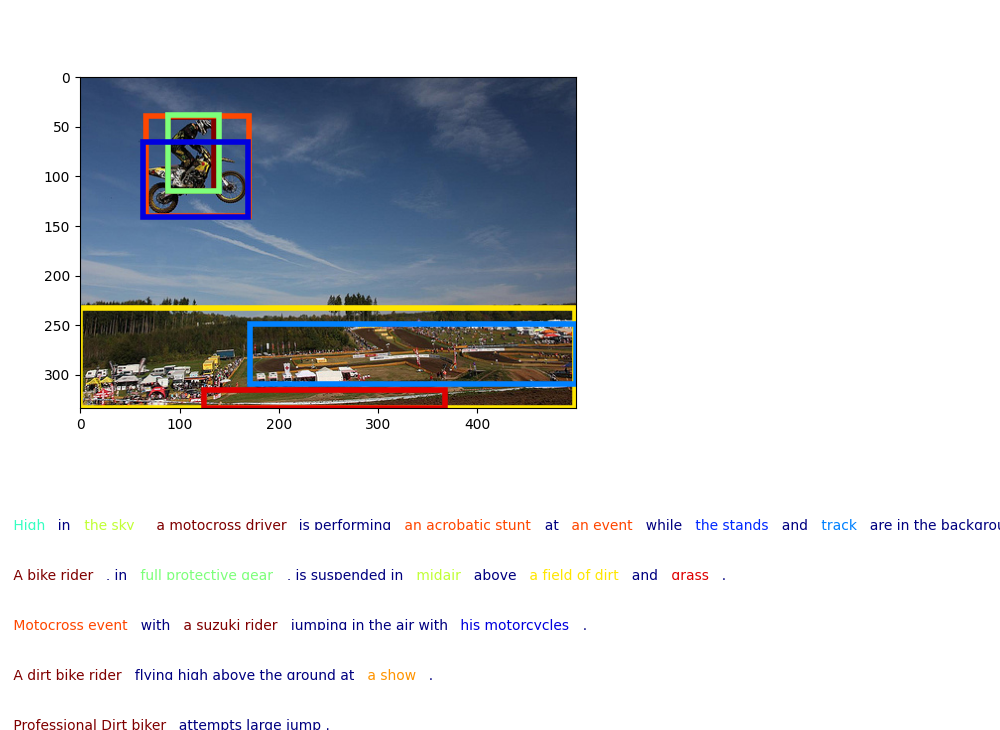 0
50
100
150
200
250
300
0 100 200 300 400
High in the sky a motocross driver is performing an acrobatic stunt at an event while the stands and track are in the
A bike rider , in full protective gear , is suspended in midair above a field of dirt and grass .
Motocross event with a suzuki rider jumping in the air with his motorcycles .
A dirt bike rider flying high above the ground at a show .
Professional Dirt biker attempts large jump .